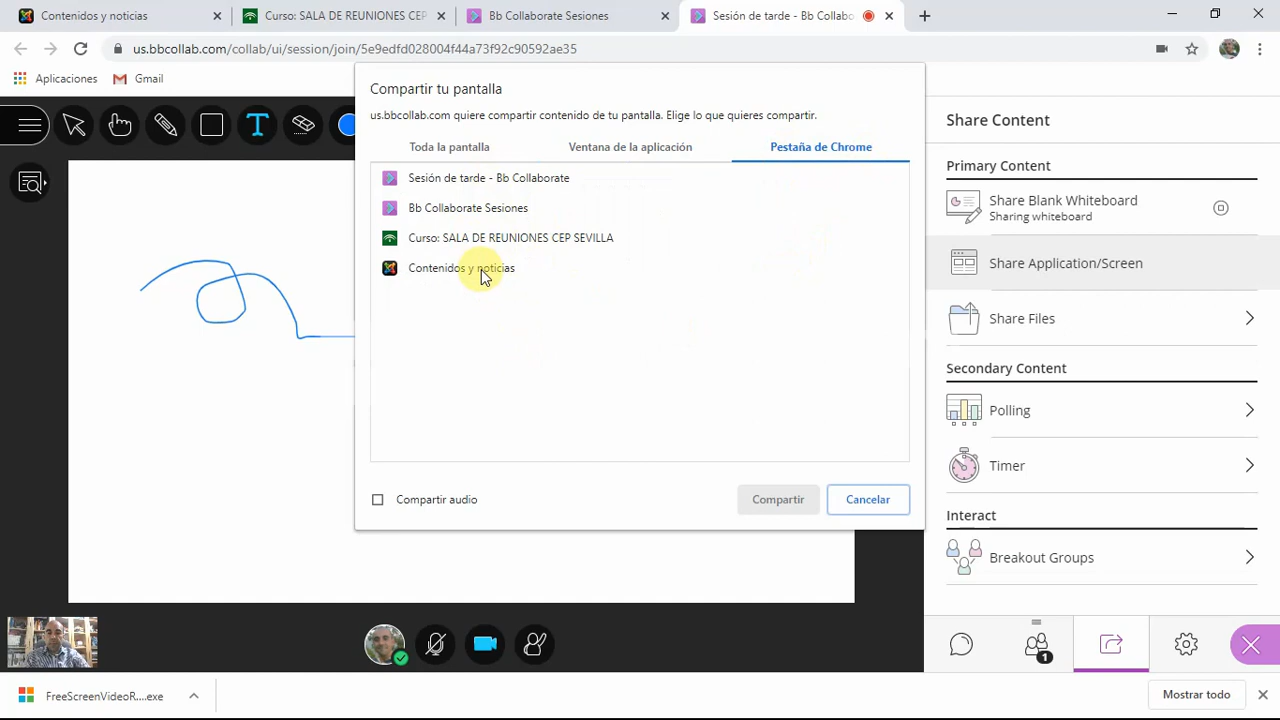 Contenidos y noticias
Curso: SALA DE REUNIONES CEP
Bb Collaborate Sesiones
Sesión de tarde - Bb Collabo
us.bbcollab.com/collab/ui/session/join/5e9edfd028004f44a73f92c90592ae35
Aplicaciones
Gmail
Compartir tu pantalla
us.bbcollab.com quiere compartir contenido de tu pantalla. Elige lo que quieres compartir.
Toda la pantalla
Ventana de la aplicación
Pestaña de Chrome
Sesión de tarde - Bb Collaborate
Bb Collaborate Sesiones
Curso: SALA DE REUNIONES CEP SEVILLA
Contenidos y noticias
Compartir audio
Compartir
Cancelar
Share Content
Primary Content
Share Blank Whiteboard
Sharing whiteboard
Share Application/Screen
Share Files
Secondary Content
Polling
Timer
Interact
Breakout Groups
1
FreeScreenVideoR....exe
Mostrar todo